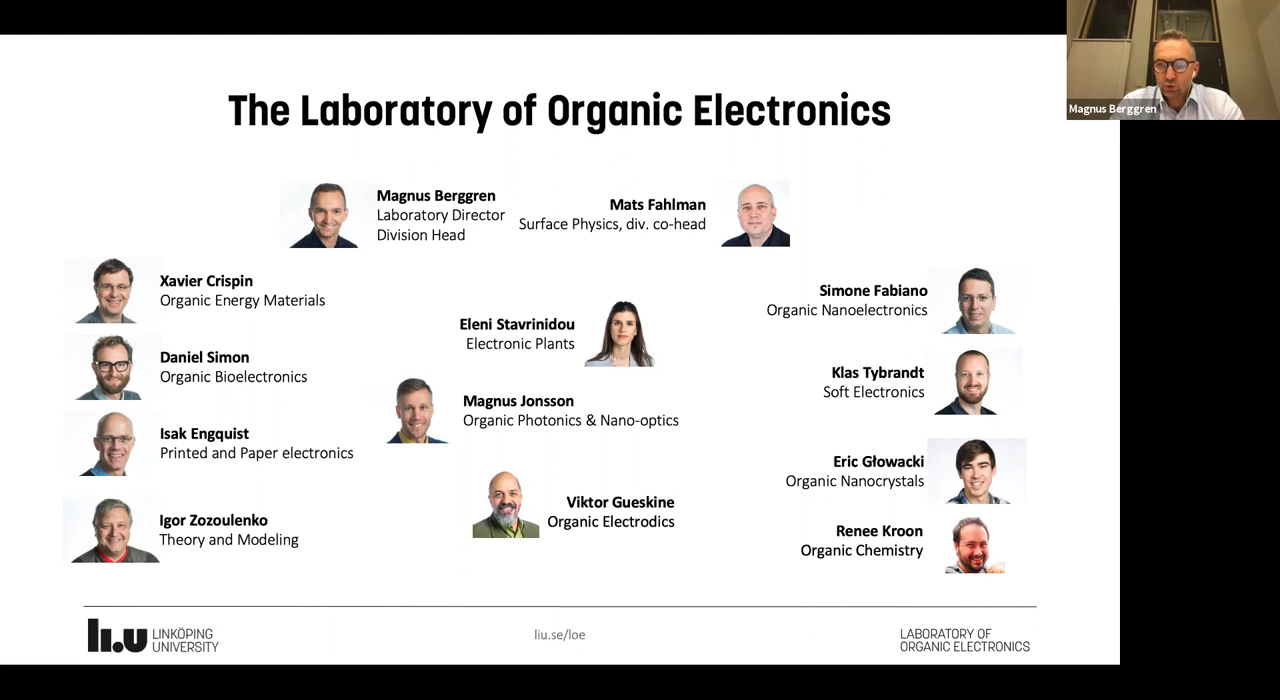 Magnus Berggren
The Laboratory of Organic Electronics
Magnus Berggren
Laboratory Director
Division Head
Mats Fahlman
Surface Physics, div. co-head
Xavier Crispin
Organic Energy Materials
Daniel Simon
Organic Bioelectronics
Isak Engquist
Printed and Paper electronics
Igor Zozoulenko
Theory and Modeling
Eleni Stavrinidou
Electronic Plants
Magnus Jonsson
Organic Photonics & Nano-optics
Viktor Gueskine
Organic Electrodics
Simone Fabiano
Organic Nanoelectronics
Klas Tybrandt
Soft Electronics
Eric Głowacki
Organic Nanocrystals
Renee Kroon
Organic Chemistry
li.u LINKÖPING
UNIVERSITY
liu.se/loe
LABORATORY OF
ORGANIC ELECTRONICS